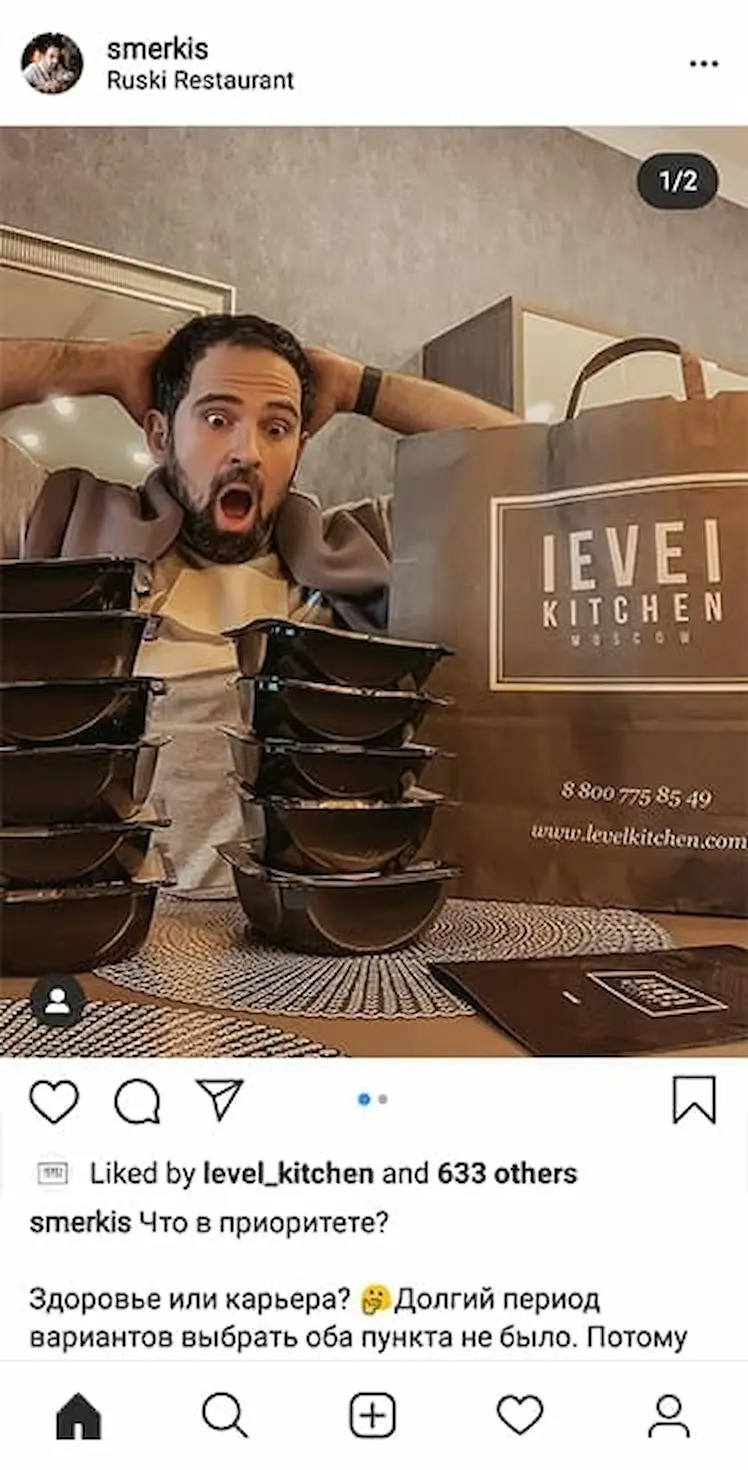 smerkis
Ruski Restaurant
1/2
lEVEl
KITCHEN
MOSCOW
8 800 775 85 49
www.levelkitchen.com
Liked by level_kitchen and 633 others
smerkis Что в приоритете?
Здоровье или карьера? 🤔Долгий период
вариантов выбрать оба пункта не было. Потому